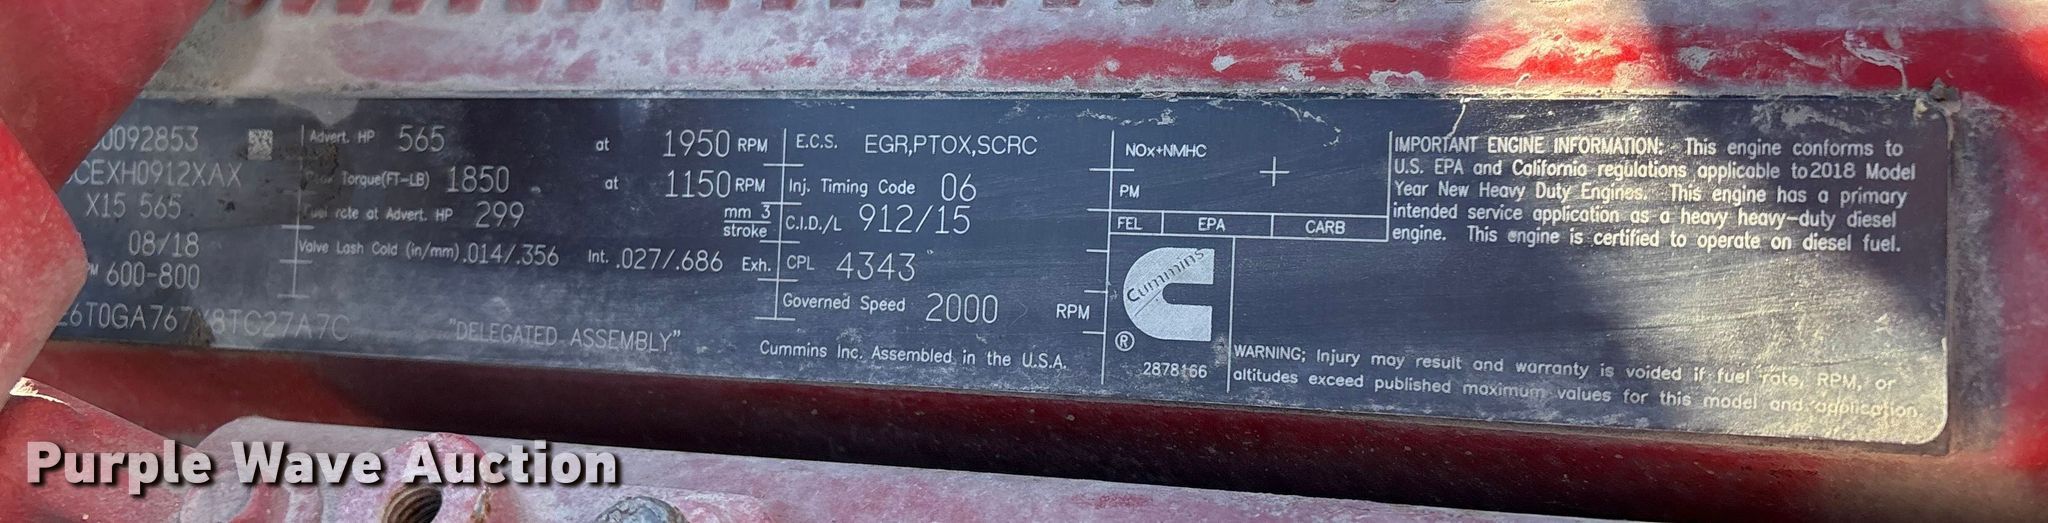 0092853
CEXH0912XAX
X15 565
08/18
600-800
E6T0GA767X8TC27A7C
"DELEGATED ASSEMBLY"
Advert. HP 565 at 1950 RPM
Torque(FT-LB) 1850 at 1150 RPM
Fuel rate at Advert. HP 299 mm 3 stroke
Valve Lash Cold (in/mm) .014/.356 Int. .027/.686 Exh.
E.C.S. EGR,PTOX,SCRC
Inj. Timing Code 06
C.I.D./L 912/15
CPL 4343
Governed Speed 2000 RPM
Cummins Inc. Assembled in the U.S.A.
NOx+NMHC +
PM
FEL EPA CARB
Cummins
®
2878166
IMPORTANT ENGINE INFORMATION: This engine conforms to
U.S. EPA and California regulations applicable to 2018 Model
Year New Heavy Duty Engines. This engine has a primary
intended service application as a heavy heavy-duty diesel
engine. This engine is certified to operate on diesel fuel.
WARNING; Injury may result and warranty is voided if fuel rate, RPM, or
altitudes exceed published maximum values for this model and application.
Purple Wave Auction